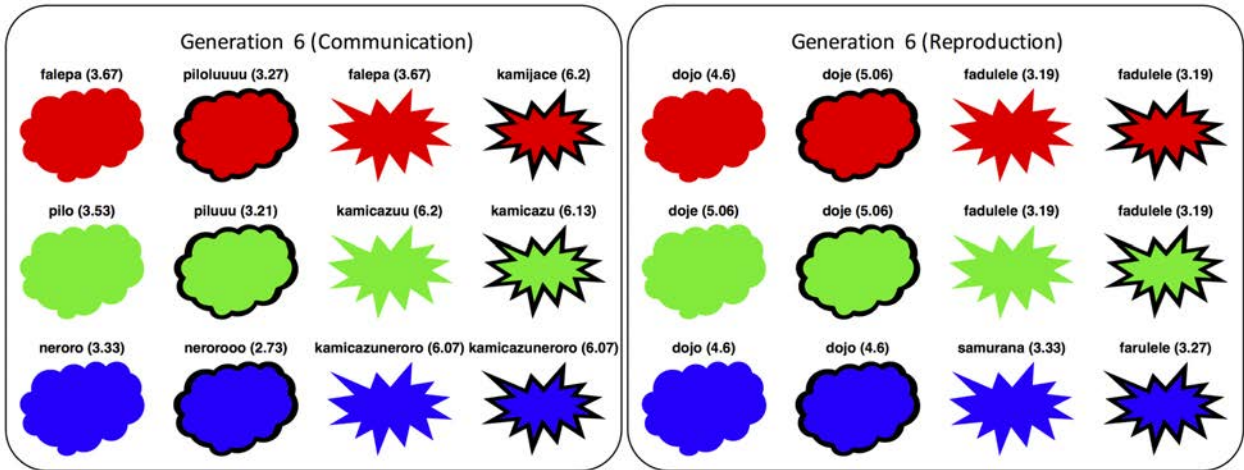 Generation 6 (Communication)
falepa (3.67) piloluuuu (3.27) falepa (3.67) kamijace (6.2)
pilo (3.53) piluuu (3.21) kamicazuu (6.2) kamicazu (6.13)
neroro (3.33) nerorooo (2.73) kamicazuneroro (6.07) kamicazuneroro (6.07)
Generation 6 (Reproduction)
dojo (4.6) doje (5.06) fadulele (3.19) fadulele (3.19)
doje (5.06) doje (5.06) fadulele (3.19) fadulele (3.19)
dojo (4.6) dojo (4.6) samurana (3.33) farulele (3.27)